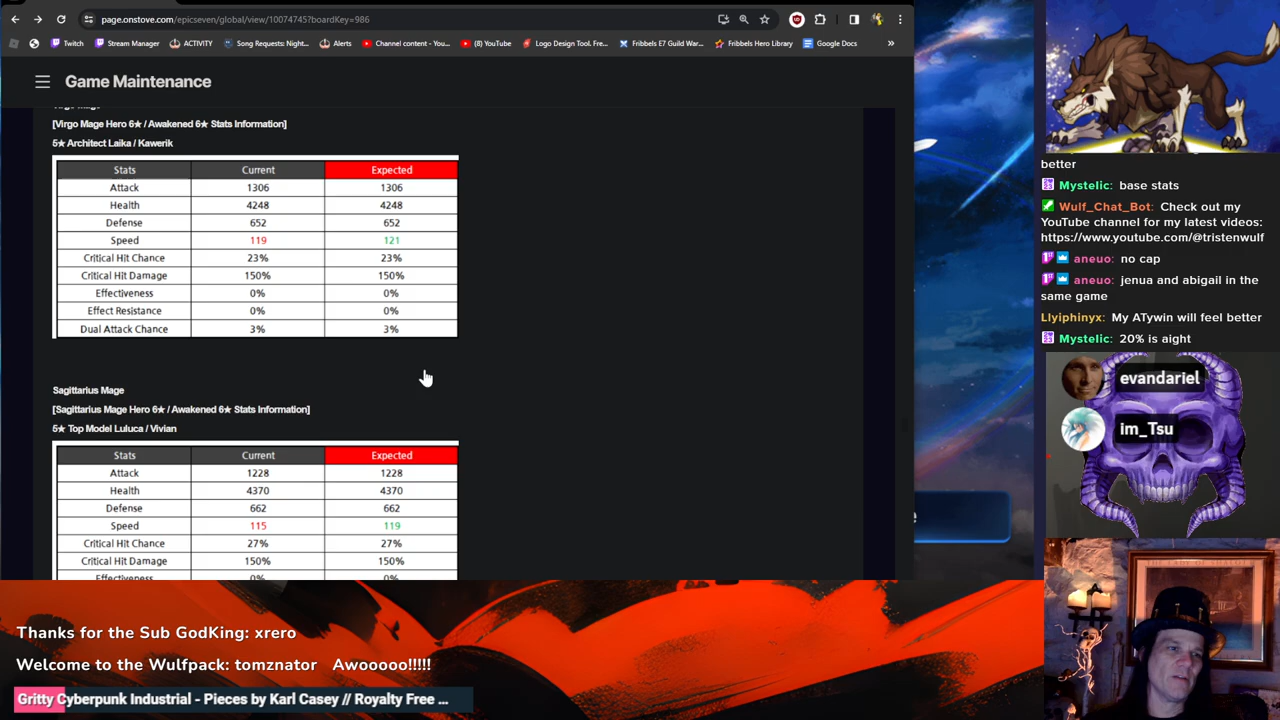 page.onstove.com/epicseven/global/view/10074745?boardKey=986
Twitch
Stream Manager
ACTIVITY
Song Requests: Night...
Alerts
Channel content - You...
(8) YouTube
Logo Design Tool. Fre...
Fribbels E7 Guild War...
Fribbels Hero Library
Google Docs
Game Maintenance
Virgo Mage
[Virgo Mage Hero 6★ / Awakened 6★ Stats Information]
5★ Architect Laika / Kawerik
Stats Current Expected
Attack 1306 1306
Health 4248 4248
Defense 652 652
Speed 119 121
Critical Hit Chance 23% 23%
Critical Hit Damage 150% 150%
Effectiveness 0% 0%
Effect Resistance 0% 0%
Dual Attack Chance 3% 3%
Sagittarius Mage
[Sagittarius Mage Hero 6★ / Awakened 6★ Stats Information]
5★ Top Model Luluca / Vivian
Stats Current Expected
Attack 1228 1228
Health 4370 4370
Defense 662 662
Speed 115 119
Critical Hit Chance 27% 27%
Critical Hit Damage 150% 150%
Effectiveness 0% 0%
better
Mystelic: base stats
Wulf_Chat_Bot: Check out my
YouTube channel for my latest videos:
https://www.youtube.com/@tristenwulf
aneuo: no cap
aneuo: jenua and abigail in the
same game
Llyiphinyx: My ATywin will feel better
Mystelic: 20% is aight
evandariel
im_Tsu
Thanks for the Sub GodKing: xrero
Welcome to the Wulfpack: tomznator Awooooo!!!!!
Gritty Cyberpunk Industrial - Pieces by Karl Casey // Royalty Free ...